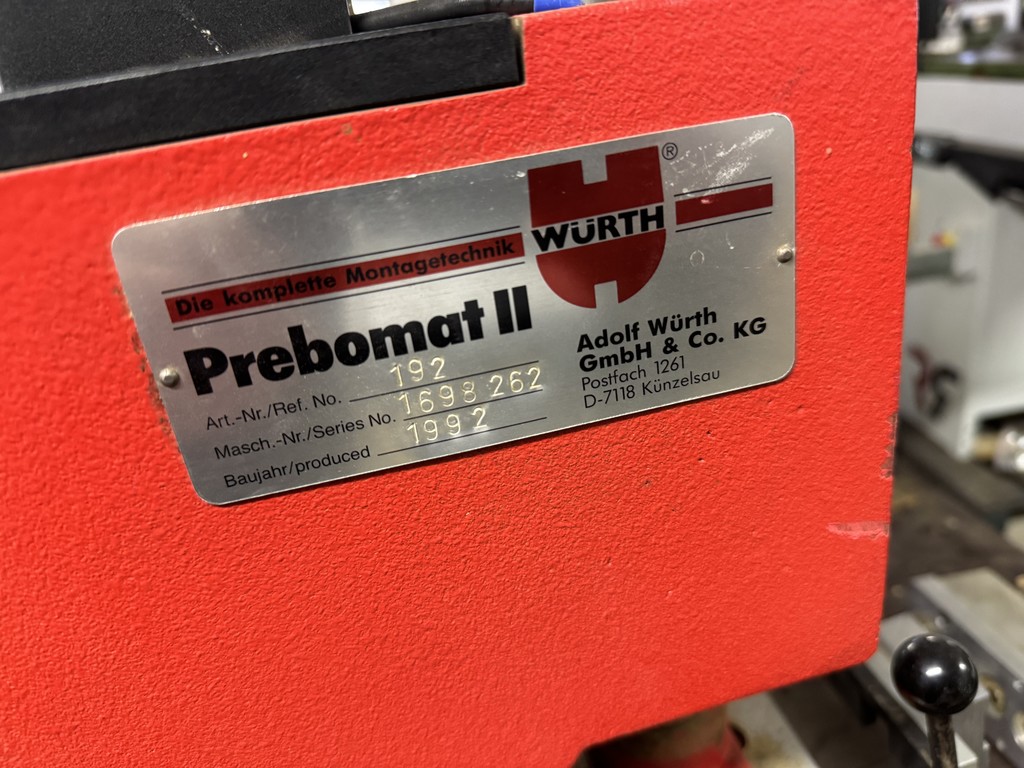 WÜRTH®
Die komplette Montagetechnik
Prebomat II
Art.-Nr./Ref. No. 192
Masch.-Nr./Series No. 1698 262
Baujahr/produced 1992
Adolf Würth
GmbH & Co. KG
Postfach 1261
D-7118 Künzelsau